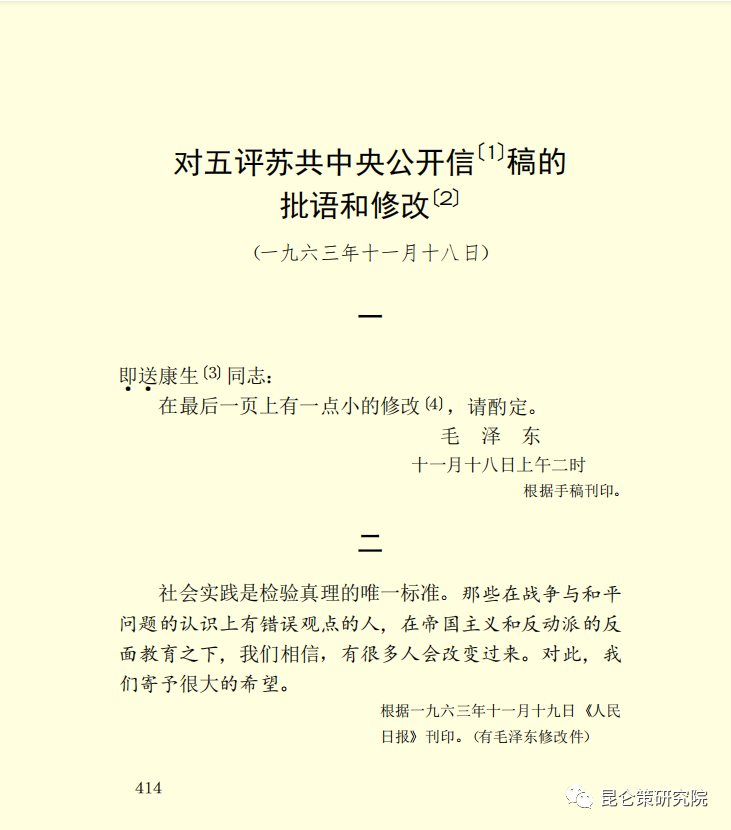 对五评苏共中央公开信〔1〕稿的
批语和修改〔2〕
(一九六三年十一月十八日)
一
即送康生〔3〕同志:
在最后一页上有一点小的修改〔4〕,请酌定。
毛 泽 东
十一月十八日上午二时
根据手稿刊印。
二
社会实践是检验真理的唯一标准。那些在战争与和平
问题的认识上有错误观点的人,在帝国主义和反动派的反
面教育之下,我们相信,有很多人会改变过来。对此,我
们寄予很大的希望。
根据一九六三年十一月十九日《人民
日报》刊印。(有毛泽东修改件)
414
昆仑策研究院